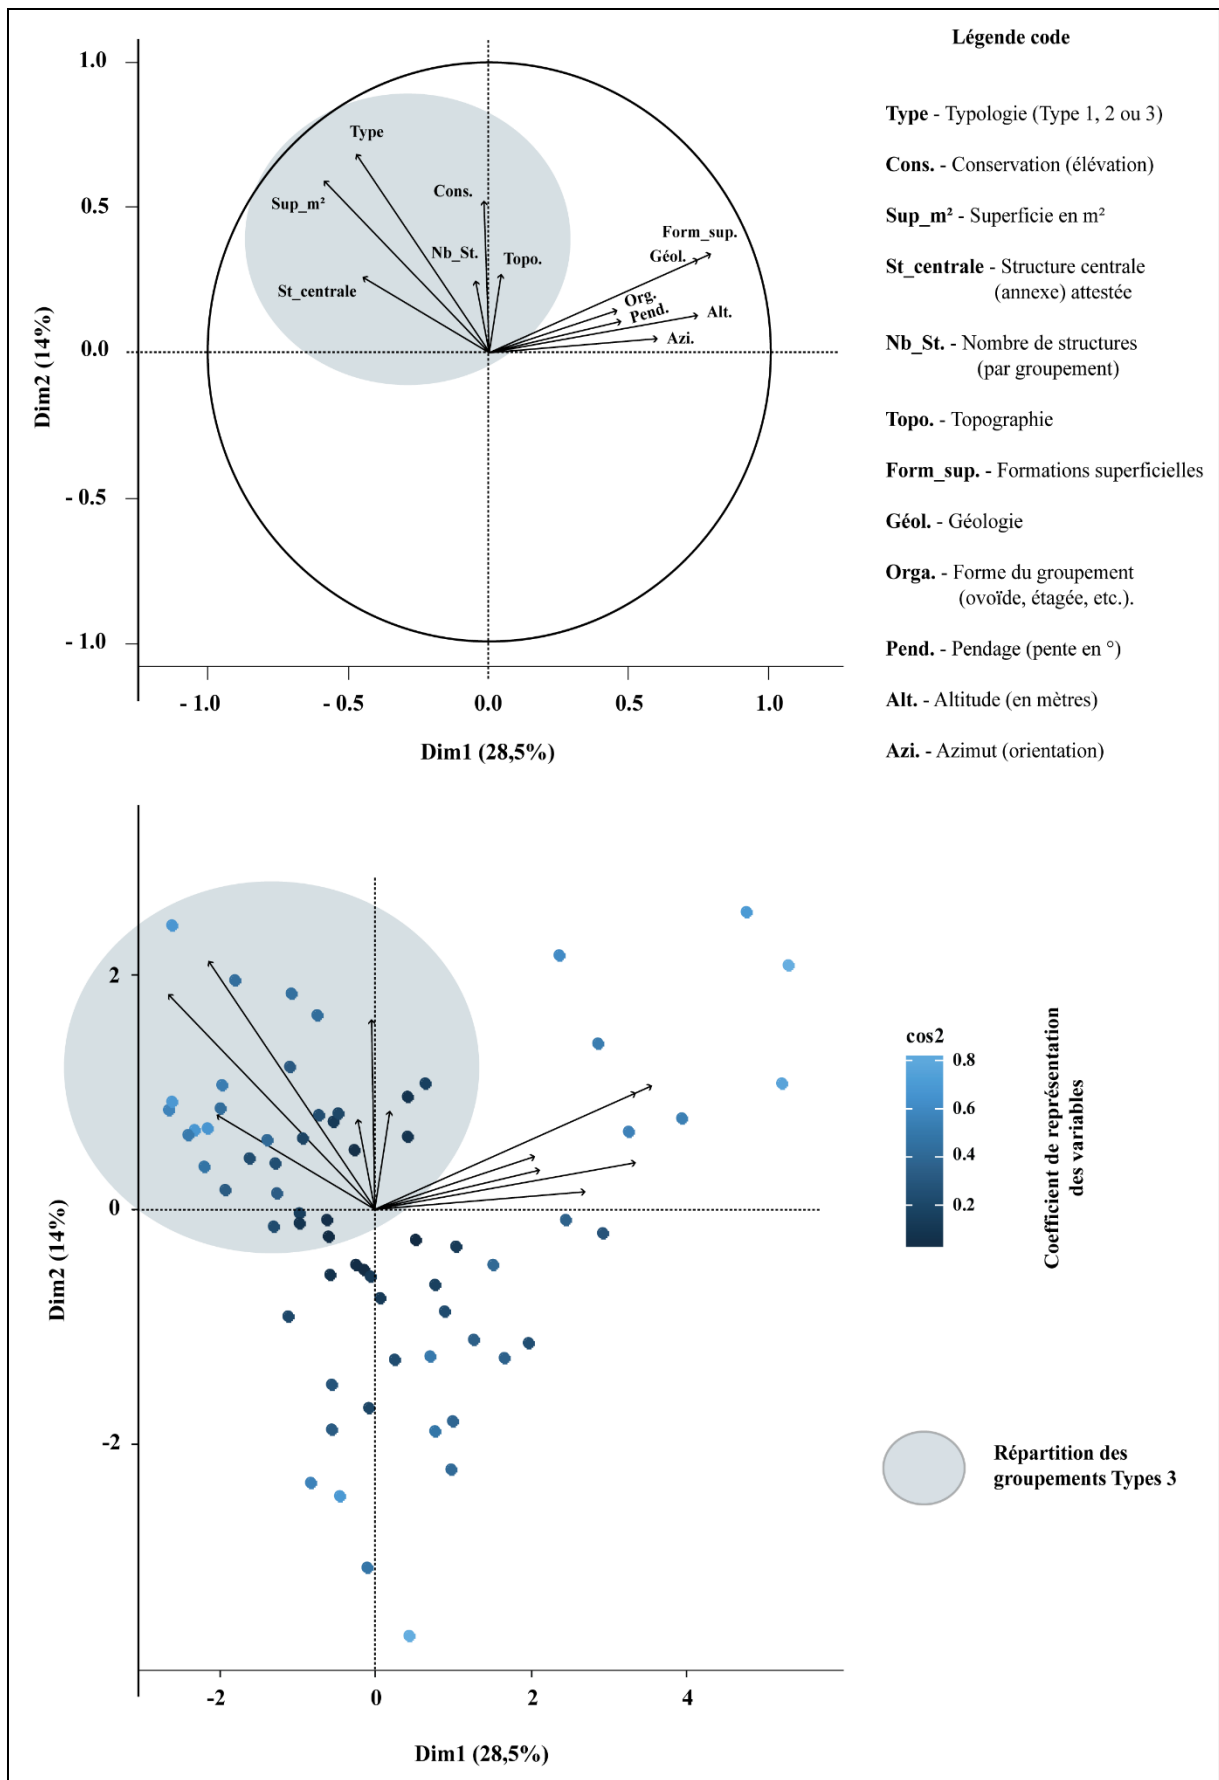 Légende code
Type - Typologie (Type 1, 2 ou 3)
Cons. - Conservation (élévation)
Sup_m² - Superficie en m²
St_centrale - Structure centrale
(annexe) attestée
Nb_St. - Nombre de structures
(par groupement)
Topo. - Topographie
Form_sup. - Formations superficielles
Géol. - Géologie
Orga. - Forme du groupement
(ovoïde, étagée, etc.).
Pend. - Pendage (pente en °)
Alt. - Altitude (en mètres)
Azi. - Azimut (orientation)
1.0
0.5
0.0
- 0.5
- 1.0
Dim2 (14%)
Type
Cons.
Sup_m²
Form_sup.
Nb_St.
Topo.
Géol.
St_centrale
Org.
Pend.
Alt.
Azi.
- 1.0
- 0.5
0.0
0.5
1.0
Dim1 (28,5%)
2
0
-2
Dim2 (14%)
-2
0
2
4
Dim1 (28,5%)
cos2
0.8
0.6
0.4
0.2
Coefficient de représentation
des variables
Répartition des
groupements Types 3